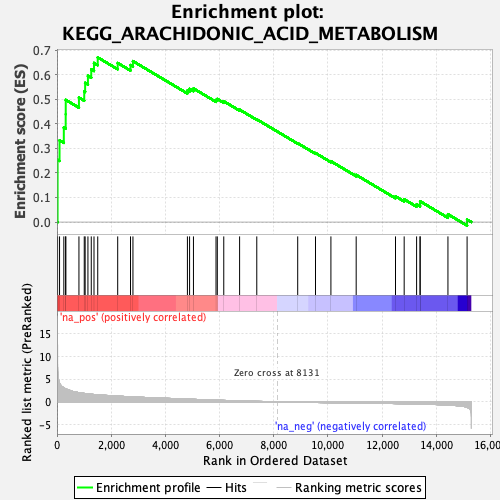 Enrichment plot:
KEGG_ARACHIDONIC_ACID_METABOLISM
Enrichment score (ES)
0.7
0.6
0.5
0.4
0.3
0.2
0.1
0.0
'na_pos' (positively correlated)
Ranked list metric (PreRanked)
15
10
5
0
-5
Zero cross at 8131
'na_neg' (negatively correlated)
0 2,000 4,000 6,000 8,000 10,000 12,000 14,000 16,000
Rank in Ordered Dataset
Enrichment profile Hits Ranking metric scores